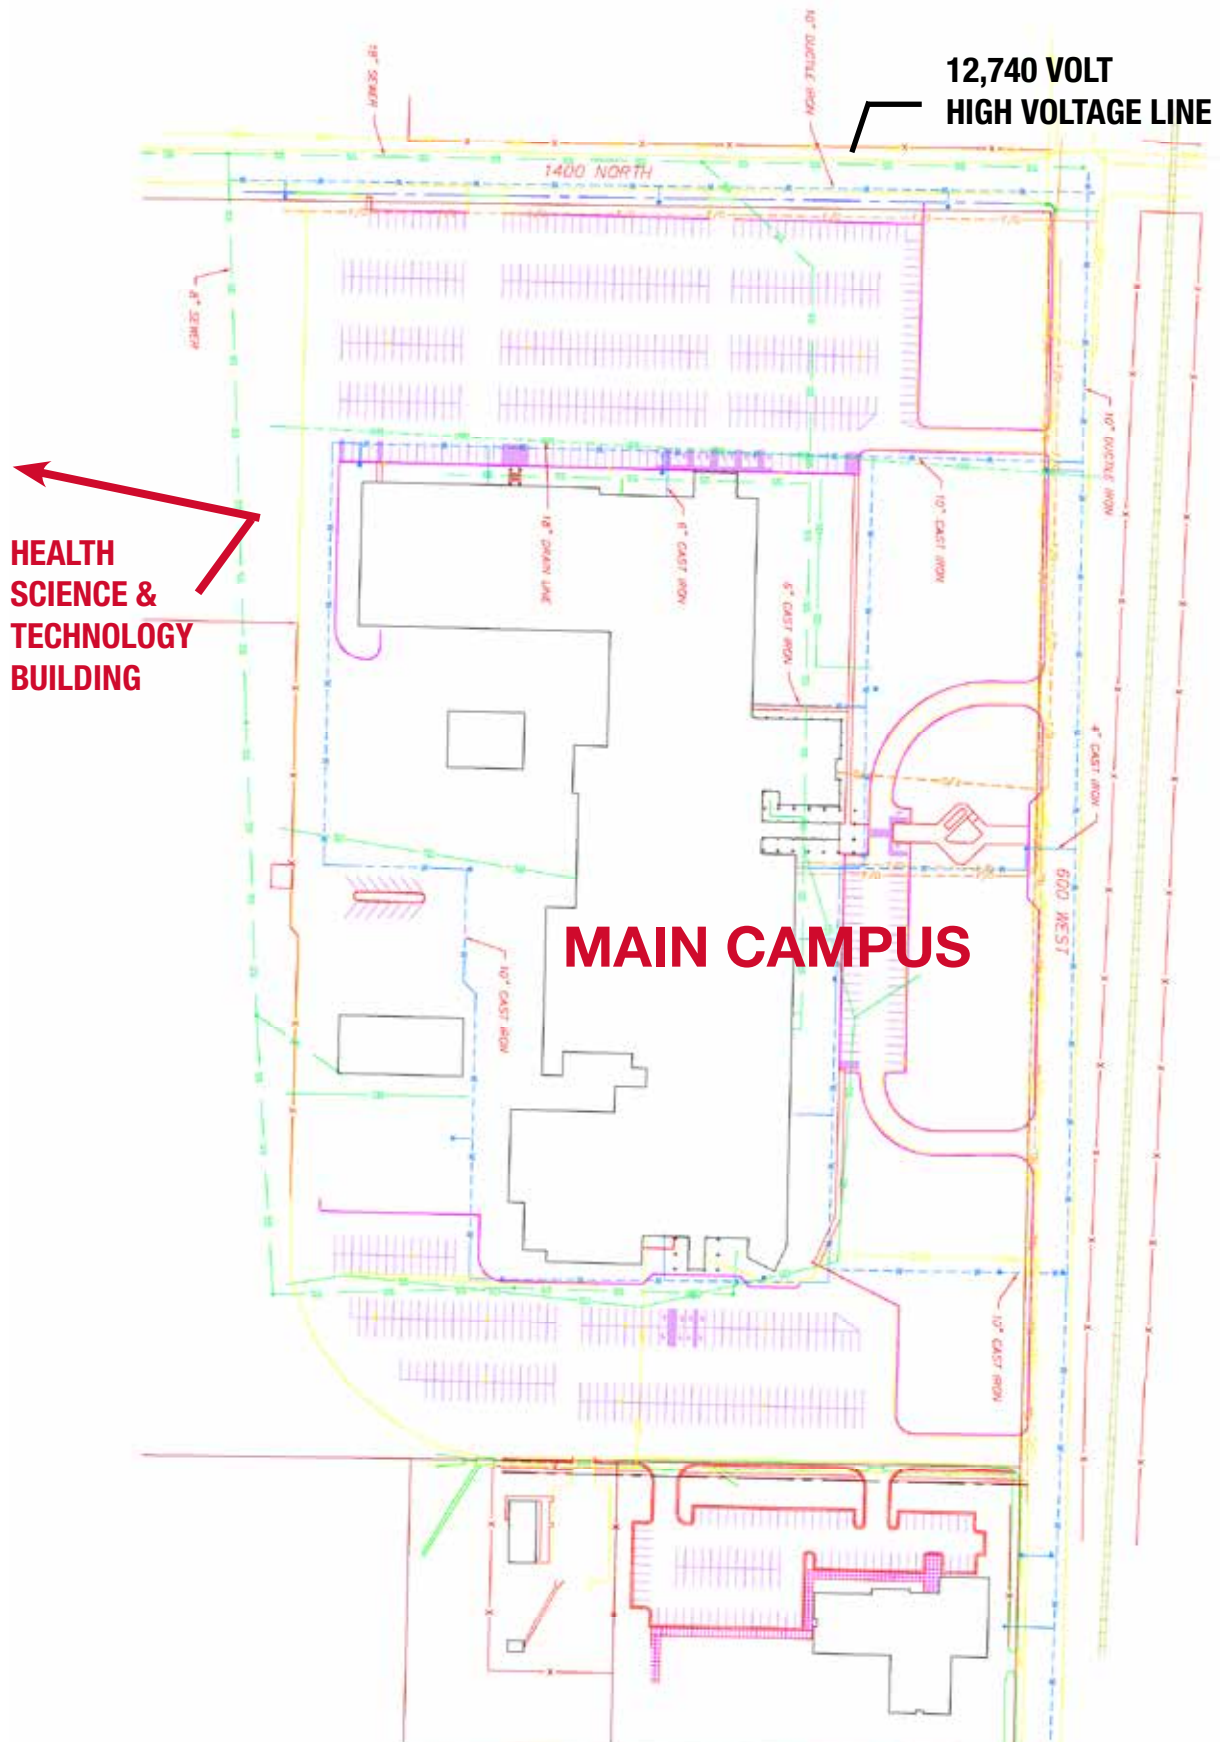 12,740 VOLT
HIGH VOLTAGE LINE
18" SEWER
10" DUCTILE IRON
1400 NORTH
8" SEWER
10" DUCTILE IRON
10" CAST IRON
18" DRAIN LINE
6" CAST IRON
6" CAST IRON
HEALTH
SCIENCE &
TECHNOLOGY
BUILDING
4" CAST IRON
600 WEST
MAIN CAMPUS
10" CAST IRON
10" CAST IRON